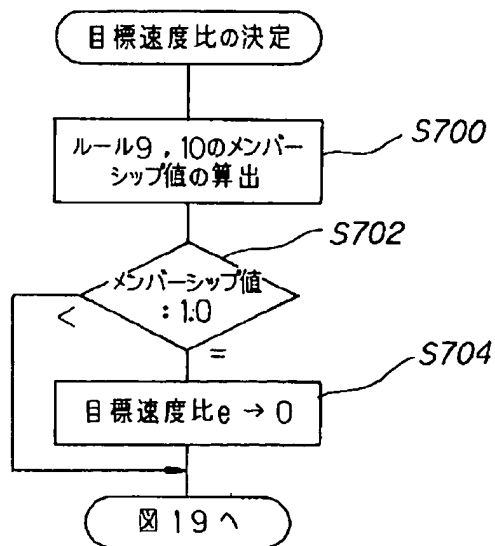 目標速度比の決定
ルール9，10のメンバー
シップ値の算出
S700
S702
メンバーシップ値
：1.0
<
=
S704
目標速度比e → 0
図19へ